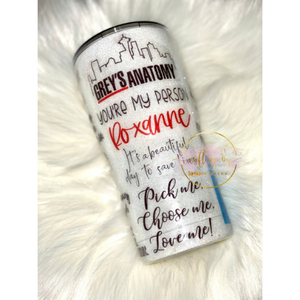 GREY'S ANATOMY
You're my person
Roxanne
It's a beautiful
day to save
Pick me,
Choose me,
Love me!